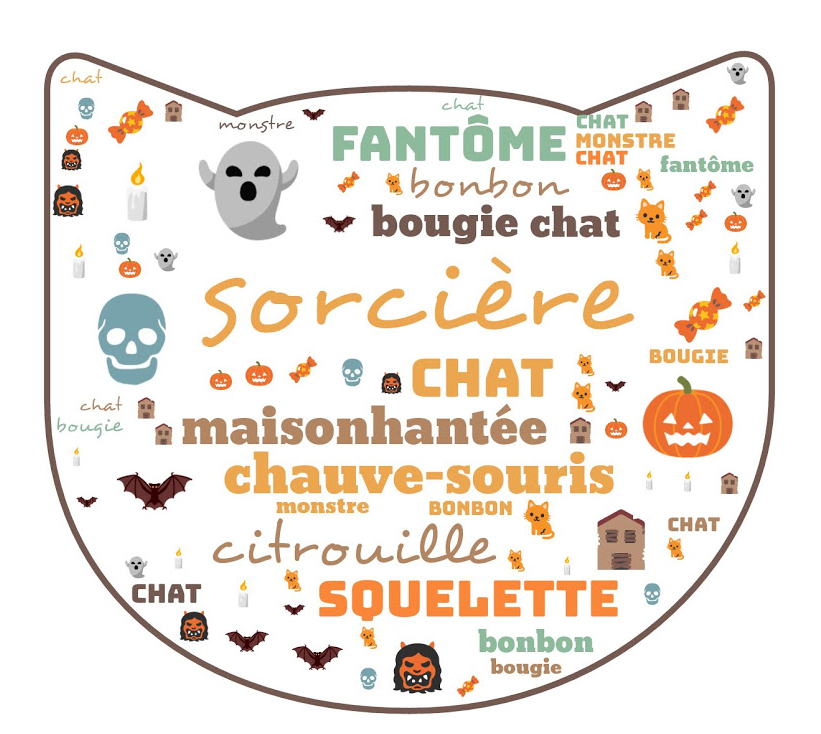 chat
chat
monstre
FANTÔME
CHAT
MONSTRE
CHAT
fantôme
bonbon
bougie chat
sorcière
BOUGIE
CHAT
chat
bougie
maisonhantée
chauve-souris
monstre BONBON
CHAT
citrouille
CHAT
SQUELETTE
bonbon
bougie